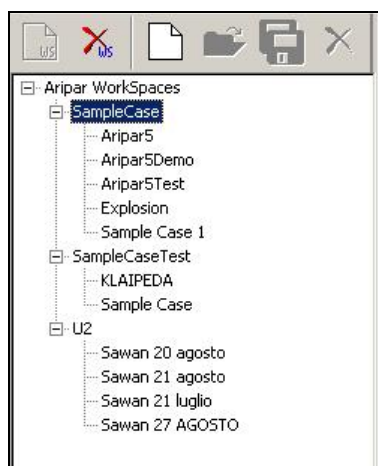 WS
WS
Aripar WorkSpaces
SampleCase
Aripar5
Aripar5Demo
Aripar5Test
Explosion
Sample Case 1
SampleCaseTest
KLAIPEDA
Sample Case
U2
Sawan 20 agosto
Sawan 21 agosto
Sawan 21 luglio
Sawan 27 AGOSTO